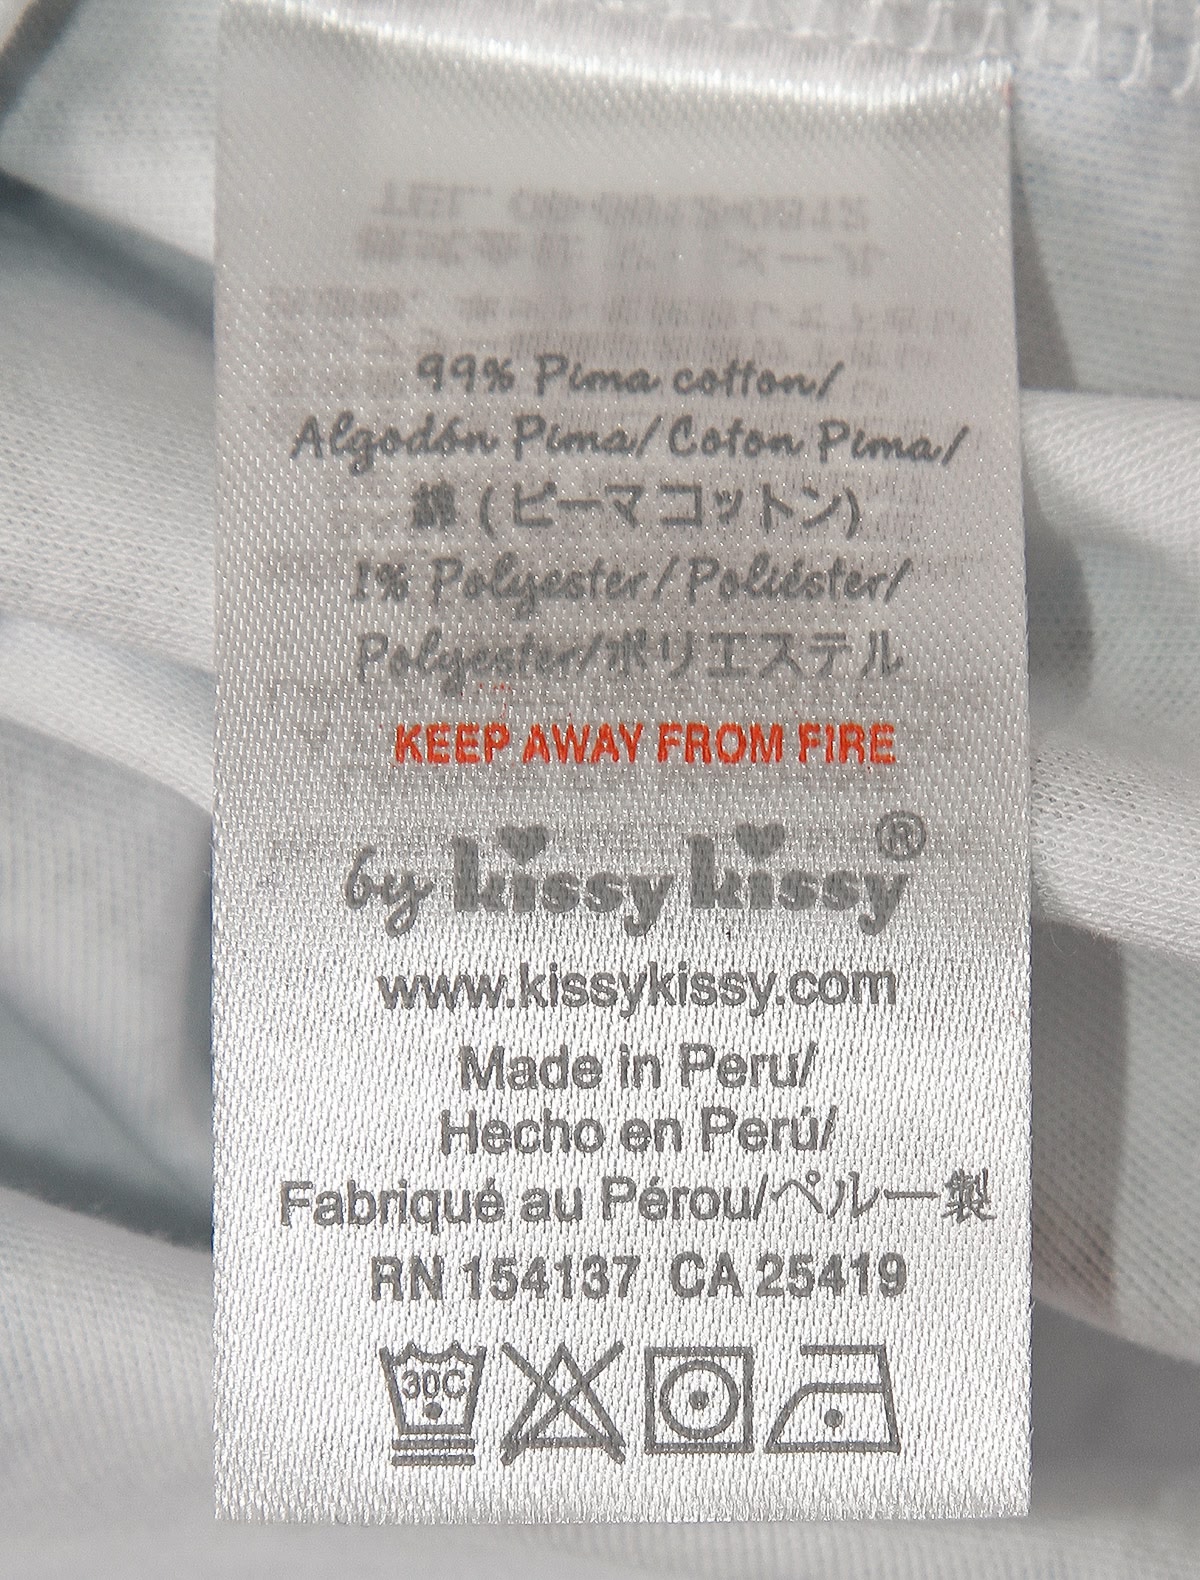 99% Pima cotton/
Algodón Pima/Coton Pima/
綿(ピーマコットン)
1% Polyester/Poliéster/
Polyester/ポリエステル
KEEP AWAY FROM FIRE
by kissy kissy®
www.kissykissy.com
Made in Peru/
Hecho en Perú/
Fabriqué au Pérou/ペルー製
RN 154137 CA 25419
30C